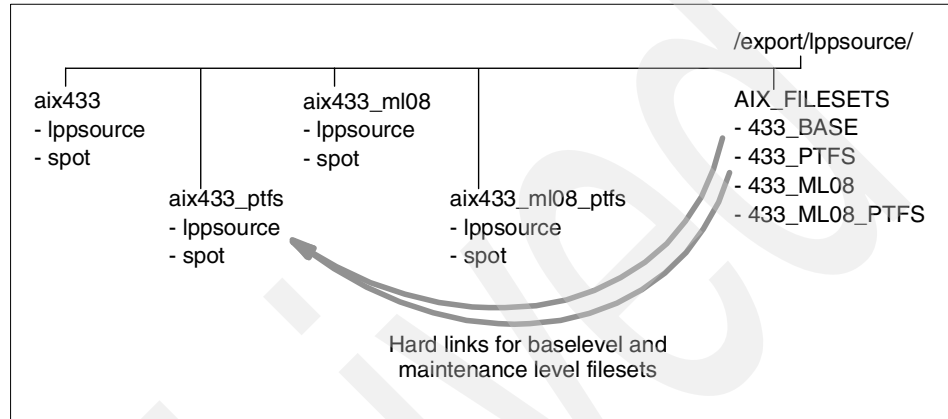 /export/lppsource/
aix433
- lppsource
- spot
aix433_ptfs
- lppsource
- spot
aix433_ml08
- lppsource
- spot
aix433_ml08_ptfs
- lppsource
- spot
AIX_FILESETS
- 433_BASE
- 433_PTFS
- 433_ML08
- 433_ML08_PTFS
Hard links for baselevel and
maintenance level filesets